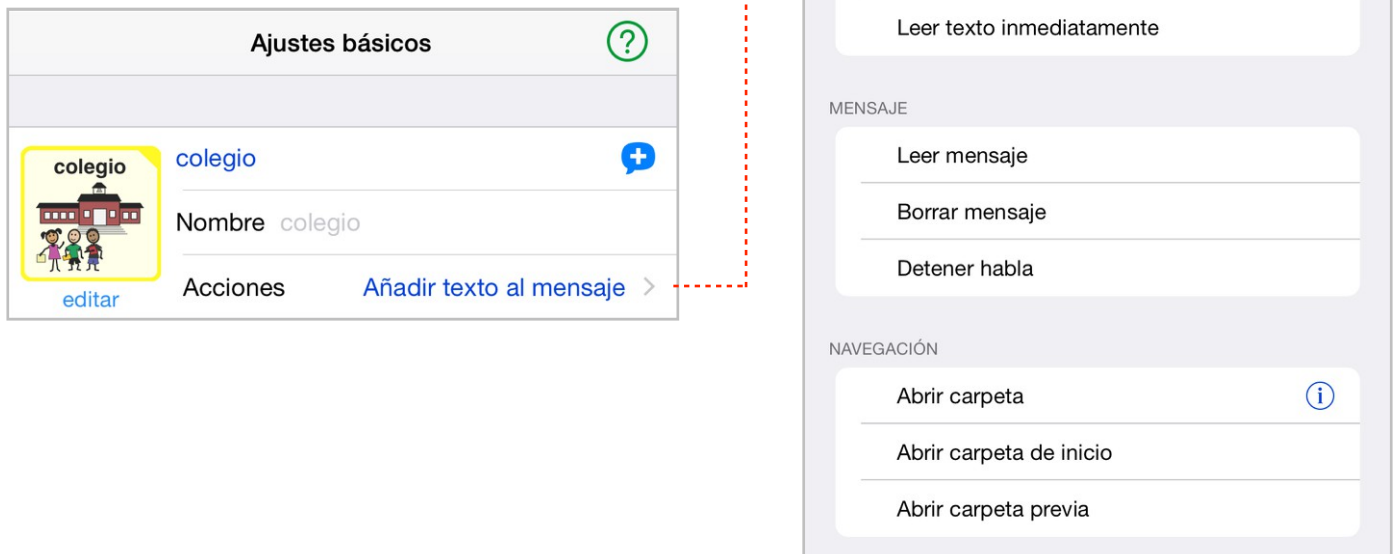 Ajustes básicos
?
colegio
colegio
Nombre colegio
Acciones Añadir texto al mensaje
editar
Leer texto inmediatamente
MENSAJE
Leer mensaje
Borrar mensaje
Detener habla
NAVEGACIÓN
Abrir carpeta
i
Abrir carpeta de inicio
Abrir carpeta previa